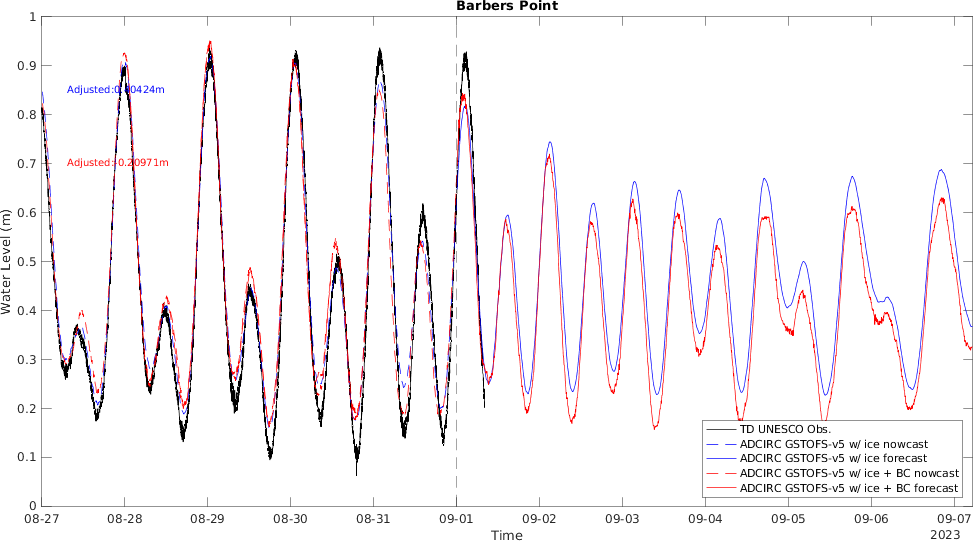 Barbers Point
Water Level (m)
1
0.9
0.8
0.7
0.6
0.5
0.4
0.3
0.2
0.1
0
Adjusted:-0.20971m
08-27
08-28
08-29
08-30
08-31
09-01
09-02
09-03
09-04
09-05
09-06
09-07
2023
Time
TD UNESCO Obs.
ADCIRC GSTOFS-v5 w/ ice nowcast
ADCIRC GSTOFS-v5 w/ ice forecast
ADCIRC GSTOFS-v5 w/ ice + BC nowcast
ADCIRC GSTOFS-v5 w/ ice + BC forecast